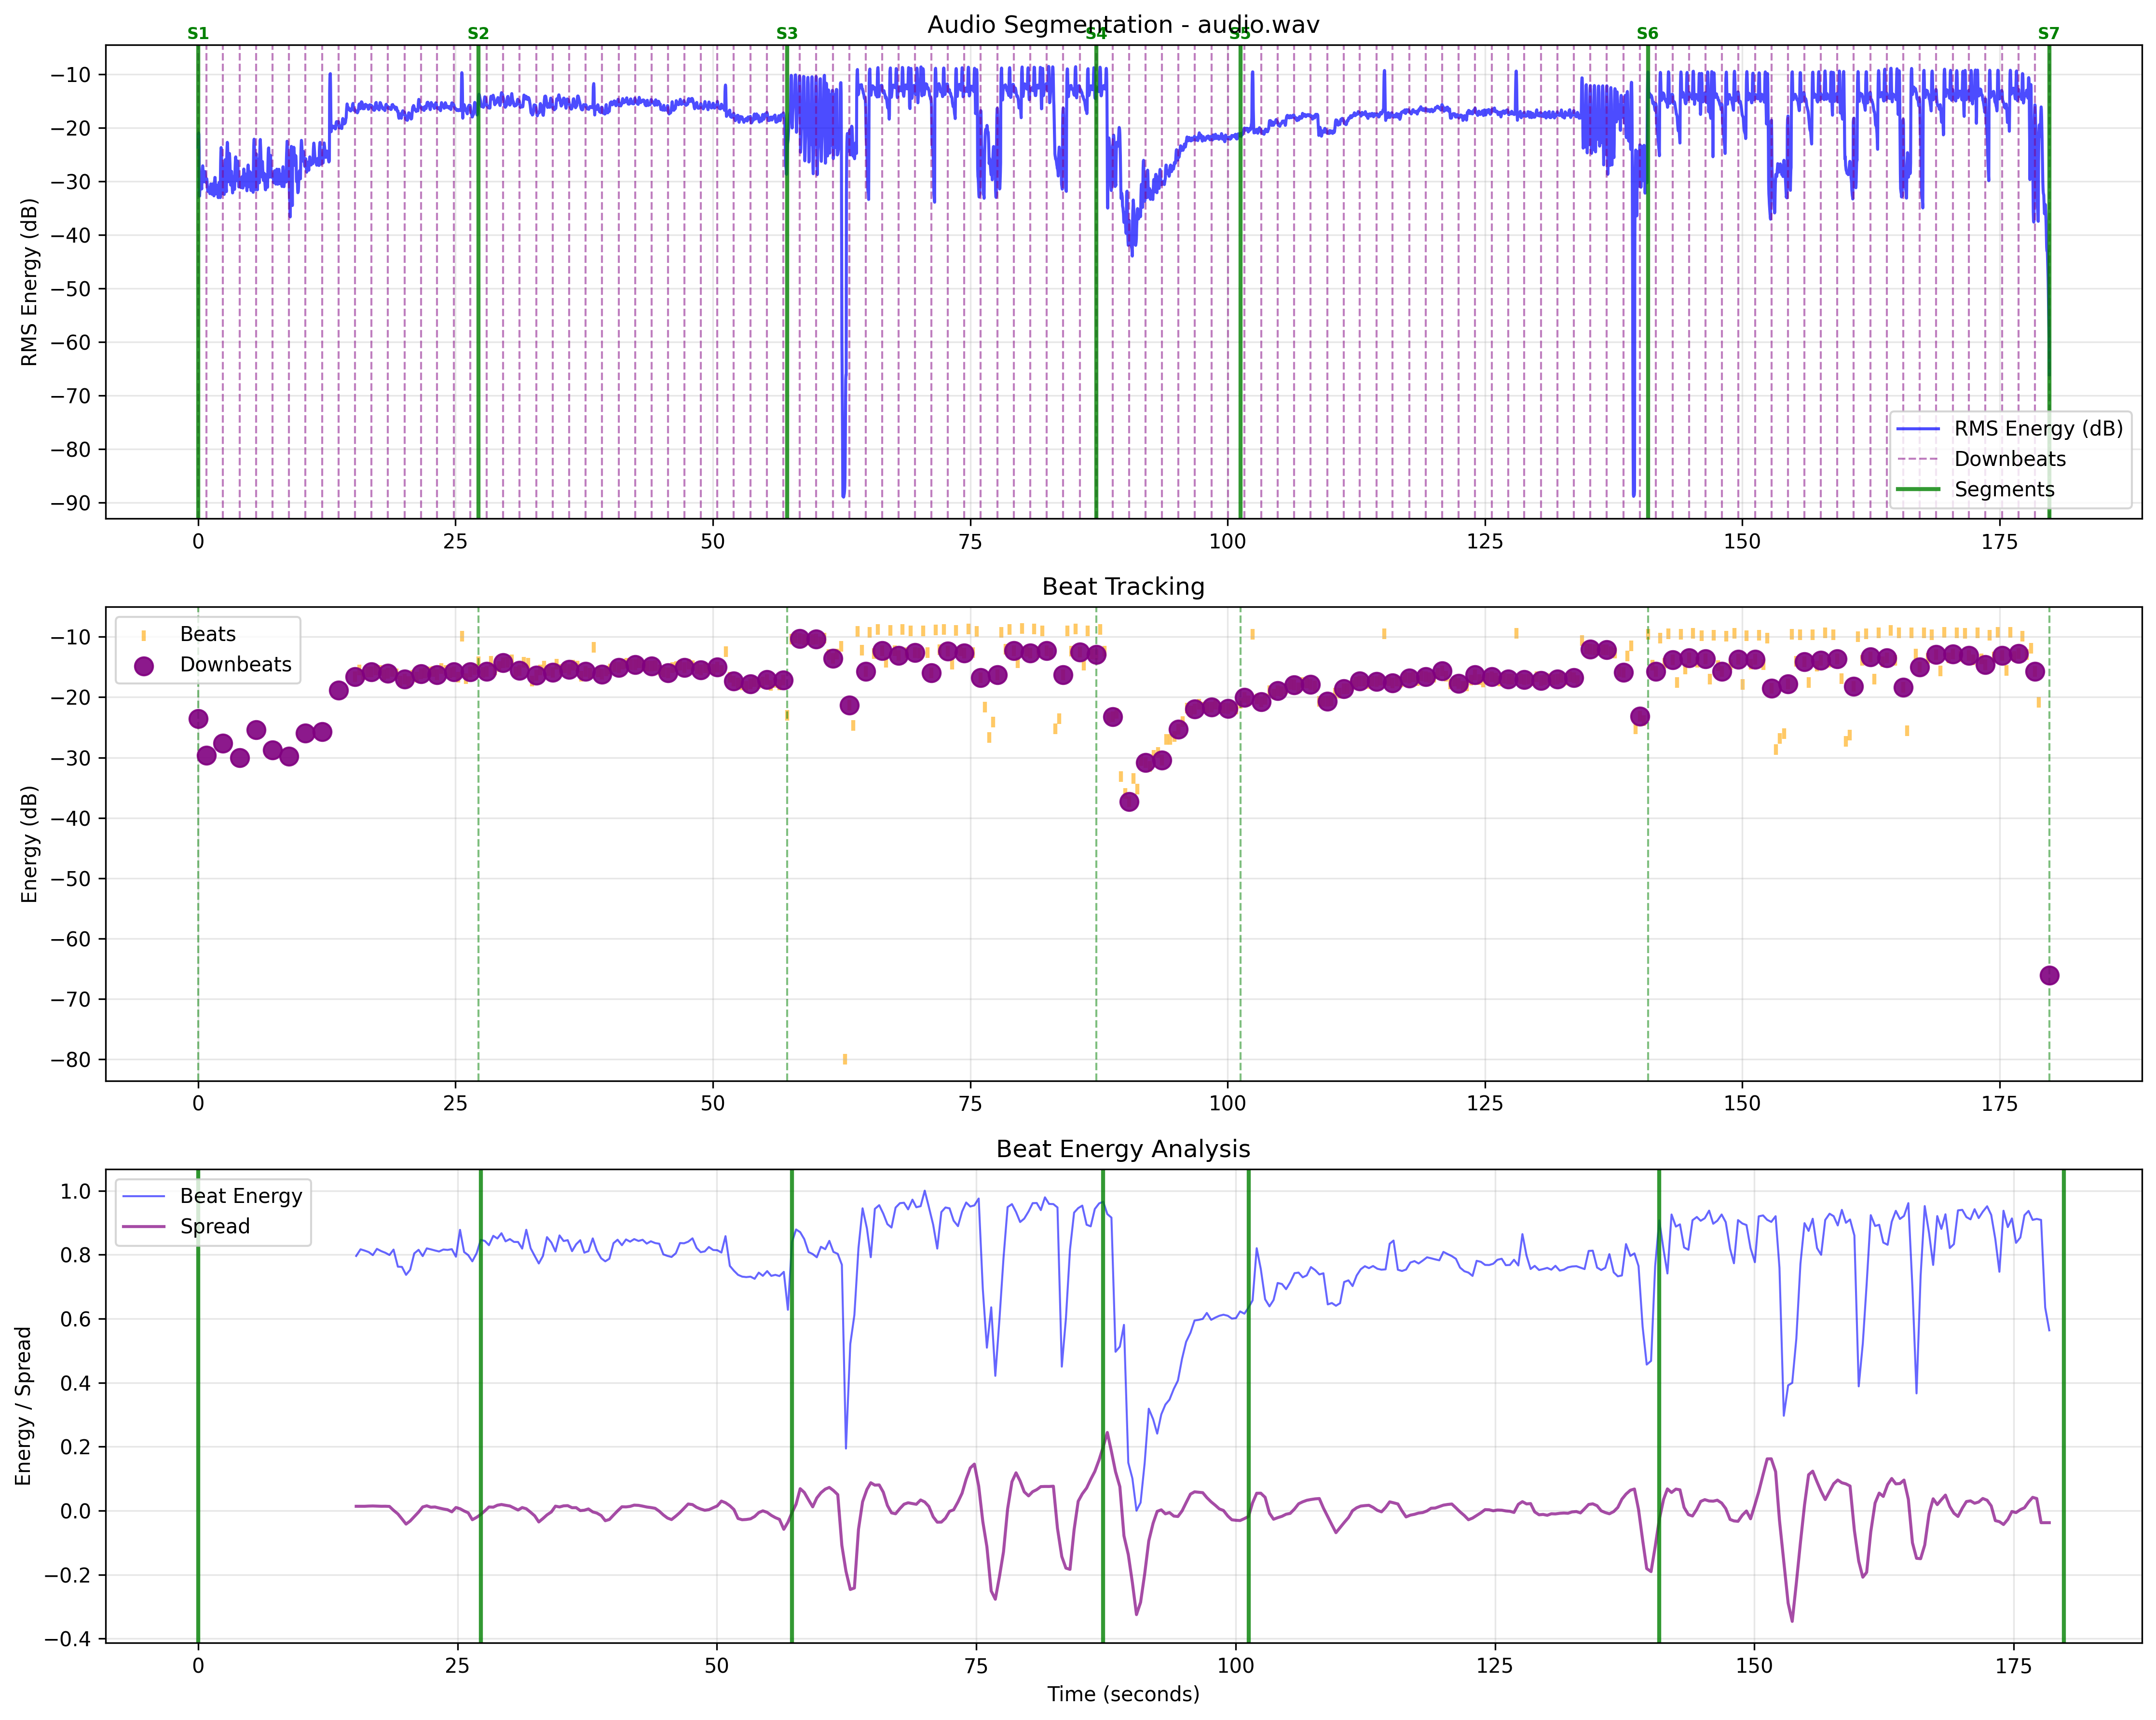 Audio Segmentation - audio.wav
S1 S2 S3 S4 S5 S6 S7
RMS Energy (dB)
−10
−20
−30
−40
−50
−60
−70
−80
−90
RMS Energy (dB)
Downbeats
Segments
0 25 50 75 100 125 150 175
Beat Tracking
Energy (dB)
−10
−20
−30
−40
−50
−60
−70
−80
Beats
Downbeats
0 25 50 75 100 125 150 175
Beat Energy Analysis
Energy / Spread
1.0
0.8
0.6
0.4
0.2
0.0
−0.2
−0.4
Beat Energy
Spread
0 25 50 75 100 125 150 175
Time (seconds)